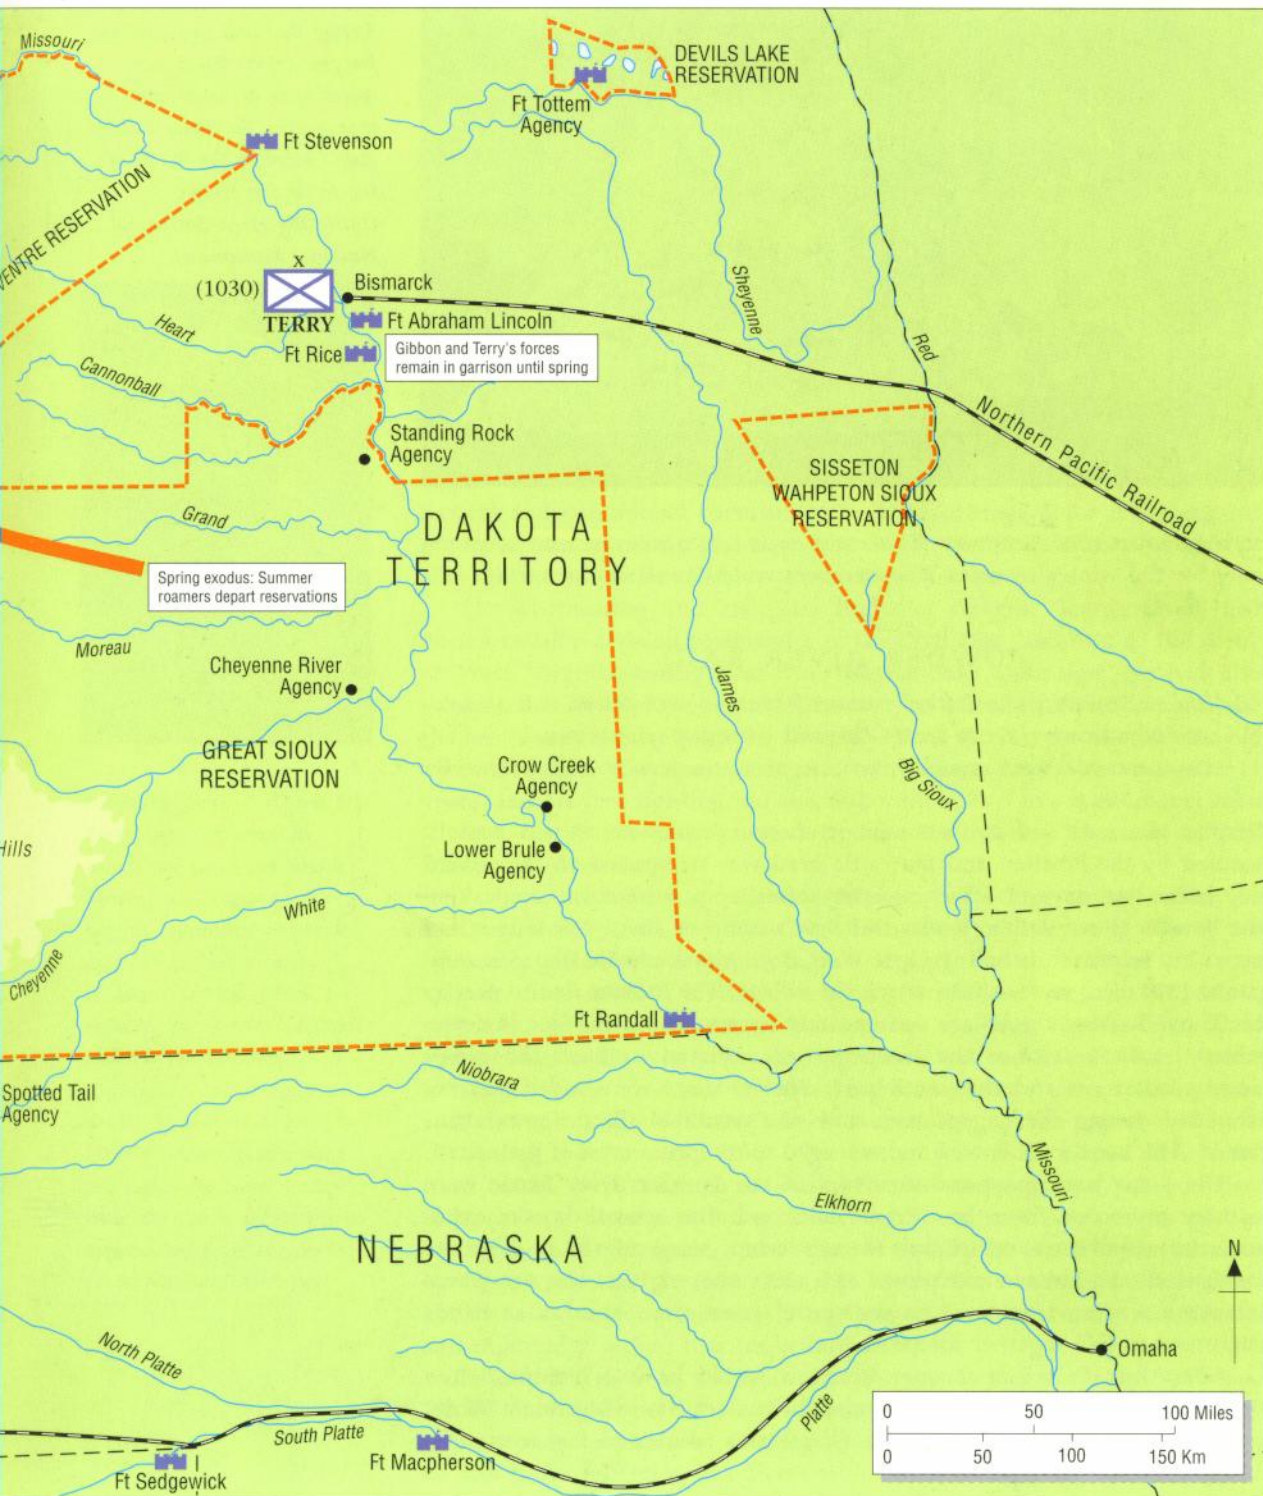 Missouri
DEVILS LAKE
RESERVATION
Ft Tottem
Agency
Ft Stevenson
VENTRE RESERVATION
Sheyenne
X
(1030)
TERRY
Bismarck
Ft Abraham Lincoln
Heart
Ft Rice
Gibbon and Terry's forces
remain in garrison until spring
Red
Cannonball
Northern Pacific Railroad
Standing Rock
Agency
SISSETON
WAHPETON SIOUX
RESERVATION
Grand
DAKOTA
TERRITORY
Spring exodus: Summer
roamers depart reservations
Moreau
Cheyenne River
Agency
James
GREAT SIOUX
RESERVATION
Crow Creek
Agency
Big Sioux
Hills
Lower Brule
Agency
White
Cheyenne
Ft Randall
Niobrara
Spotted Tail
Agency
Missouri
Elkhorn
NEBRASKA
N
North Platte
Omaha
Platte
South Platte
Ft Macpherson
Ft Sedgewick
0 50 100 Miles
0 50 100 150 Km